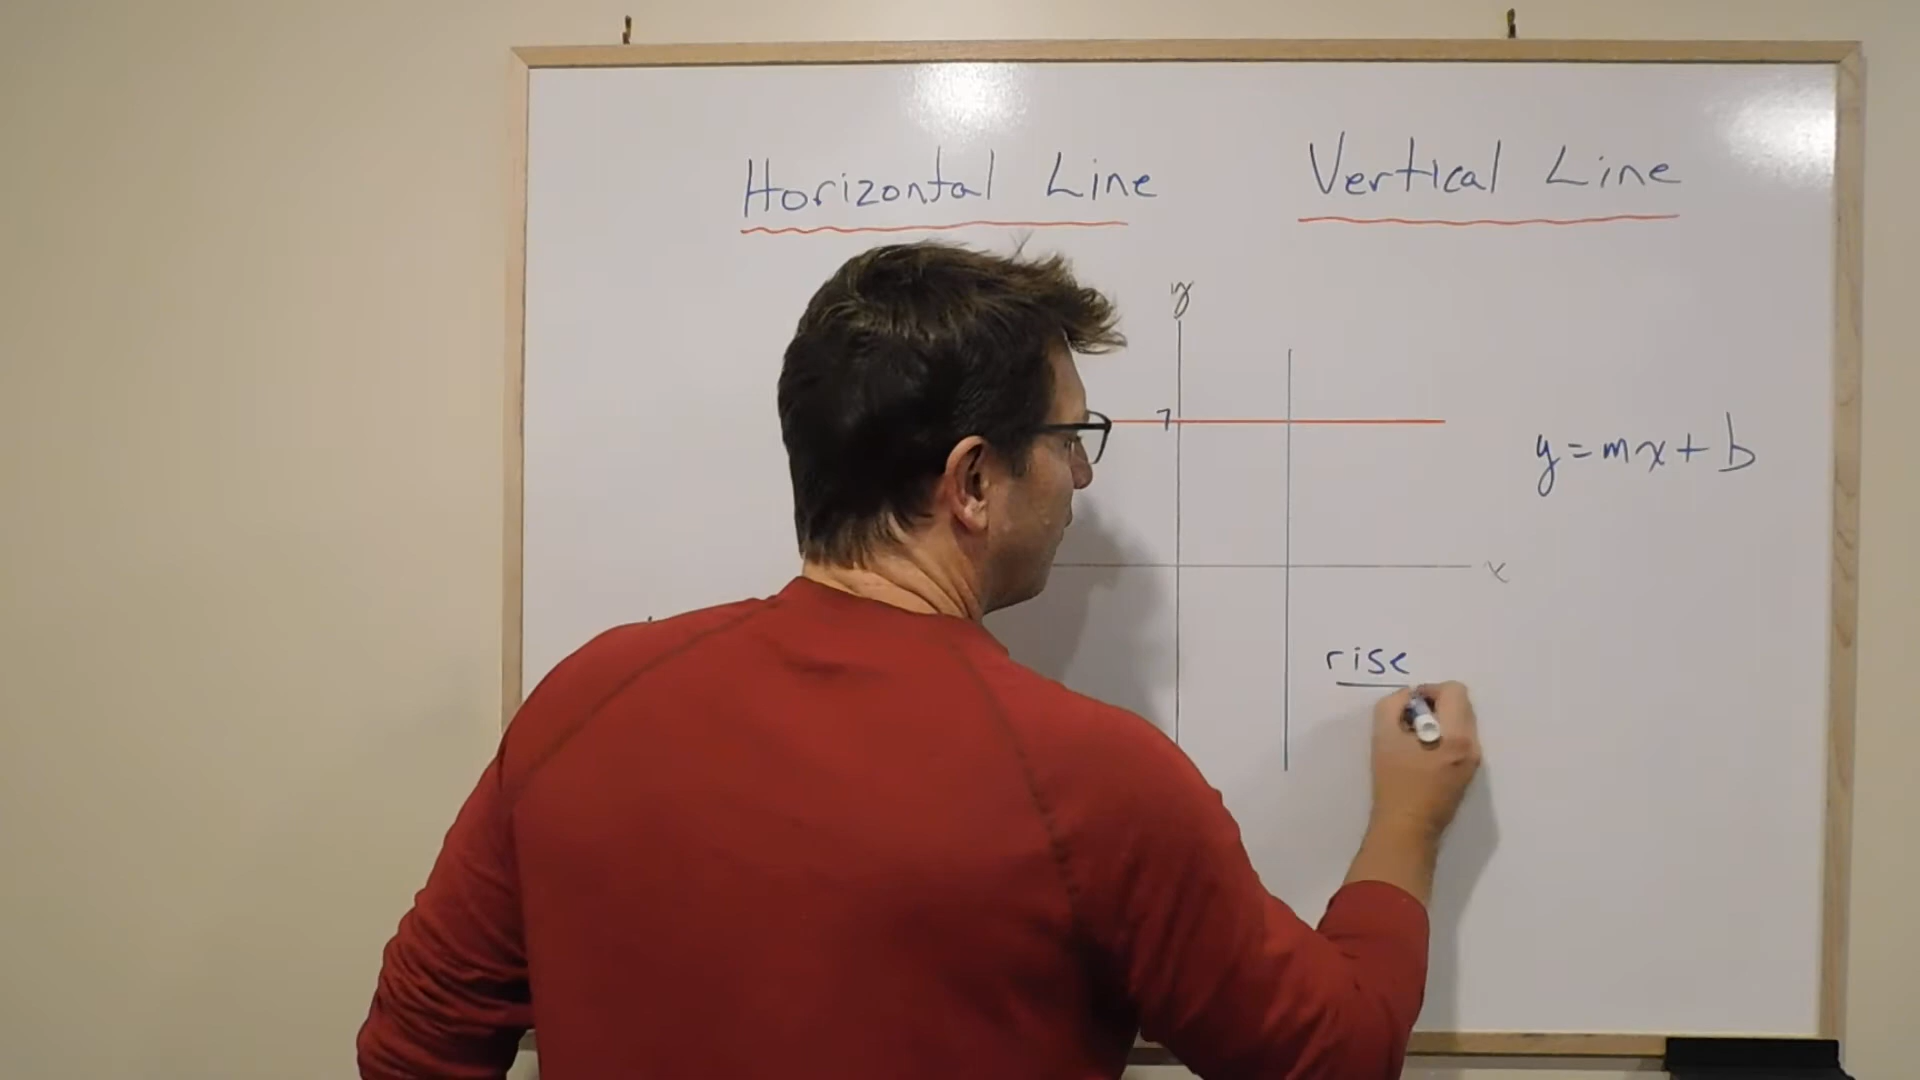 Horizontal Line
Vertical Line
y
7
y = mx + b
x
rise